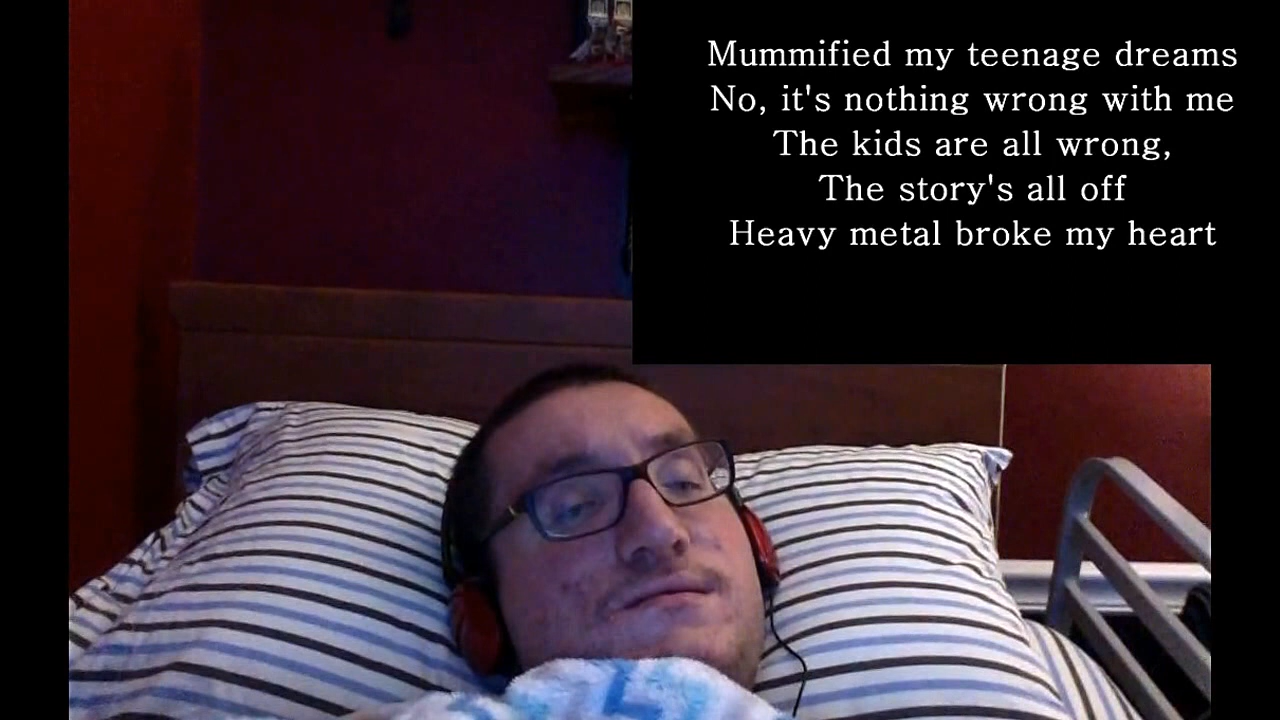 Mummified my teenage dreams
No, it's nothing wrong with me
The kids are all wrong,
The story's all off
Heavy metal broke my heart